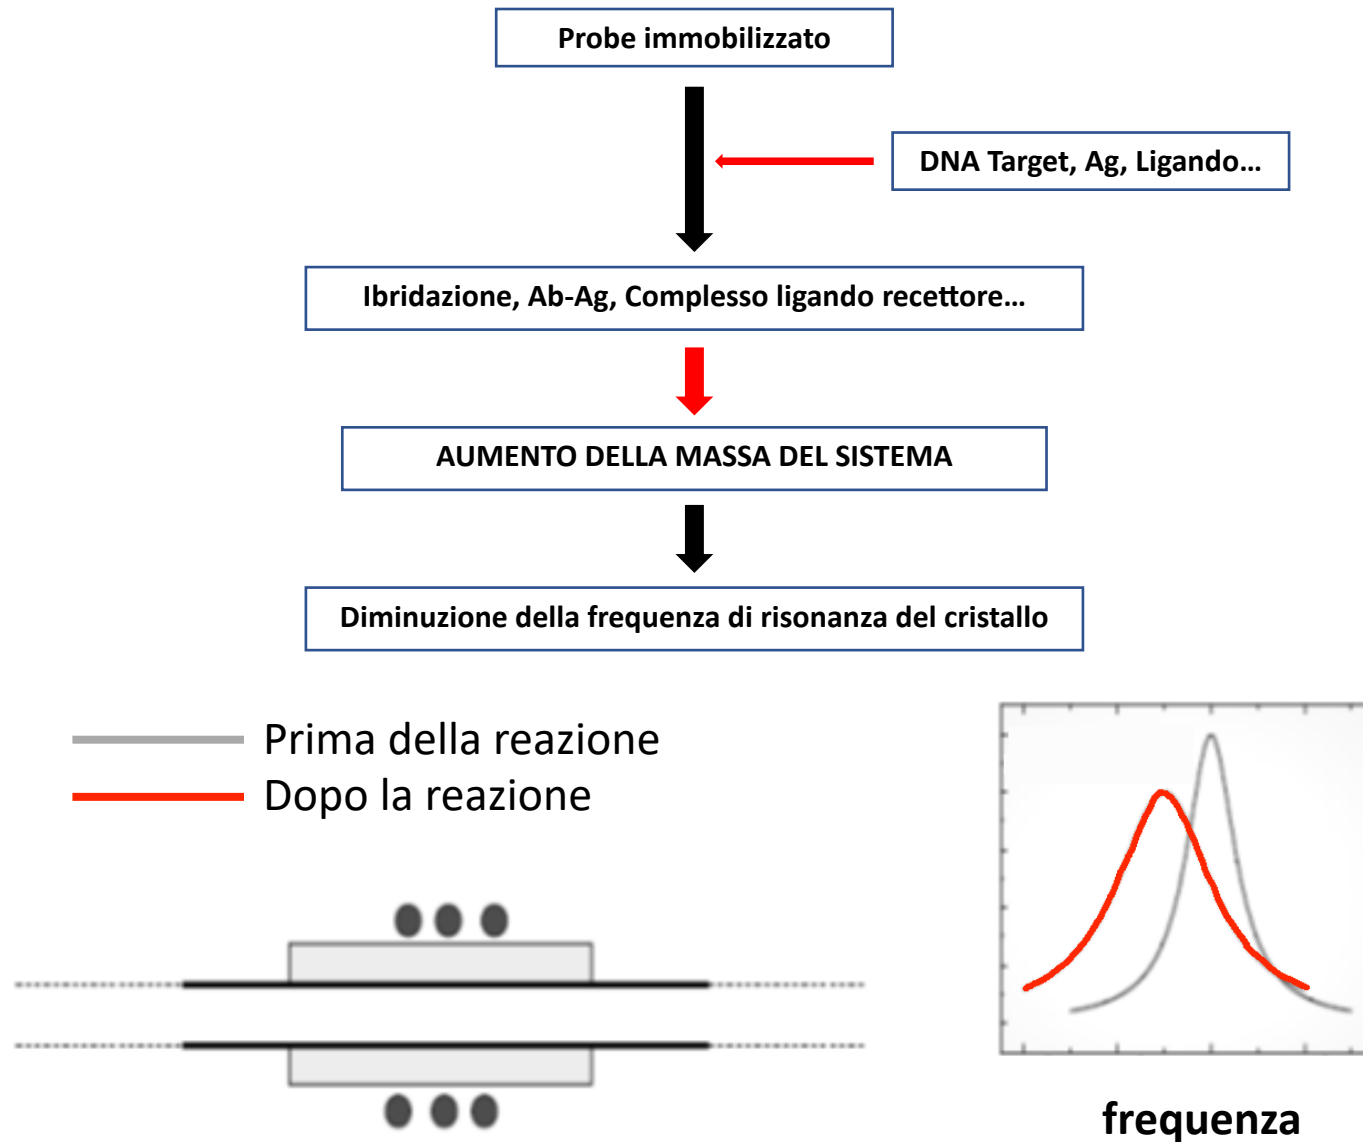 Probe immobilizzato
DNA Target, Ag, Ligando…
Ibridazione, Ab-Ag, Complesso ligando recettore…
AUMENTO DELLA MASSA DEL SISTEMA
Diminuzione della frequenza di risonanza del cristallo
Prima della reazione
Dopo la reazione
frequenza